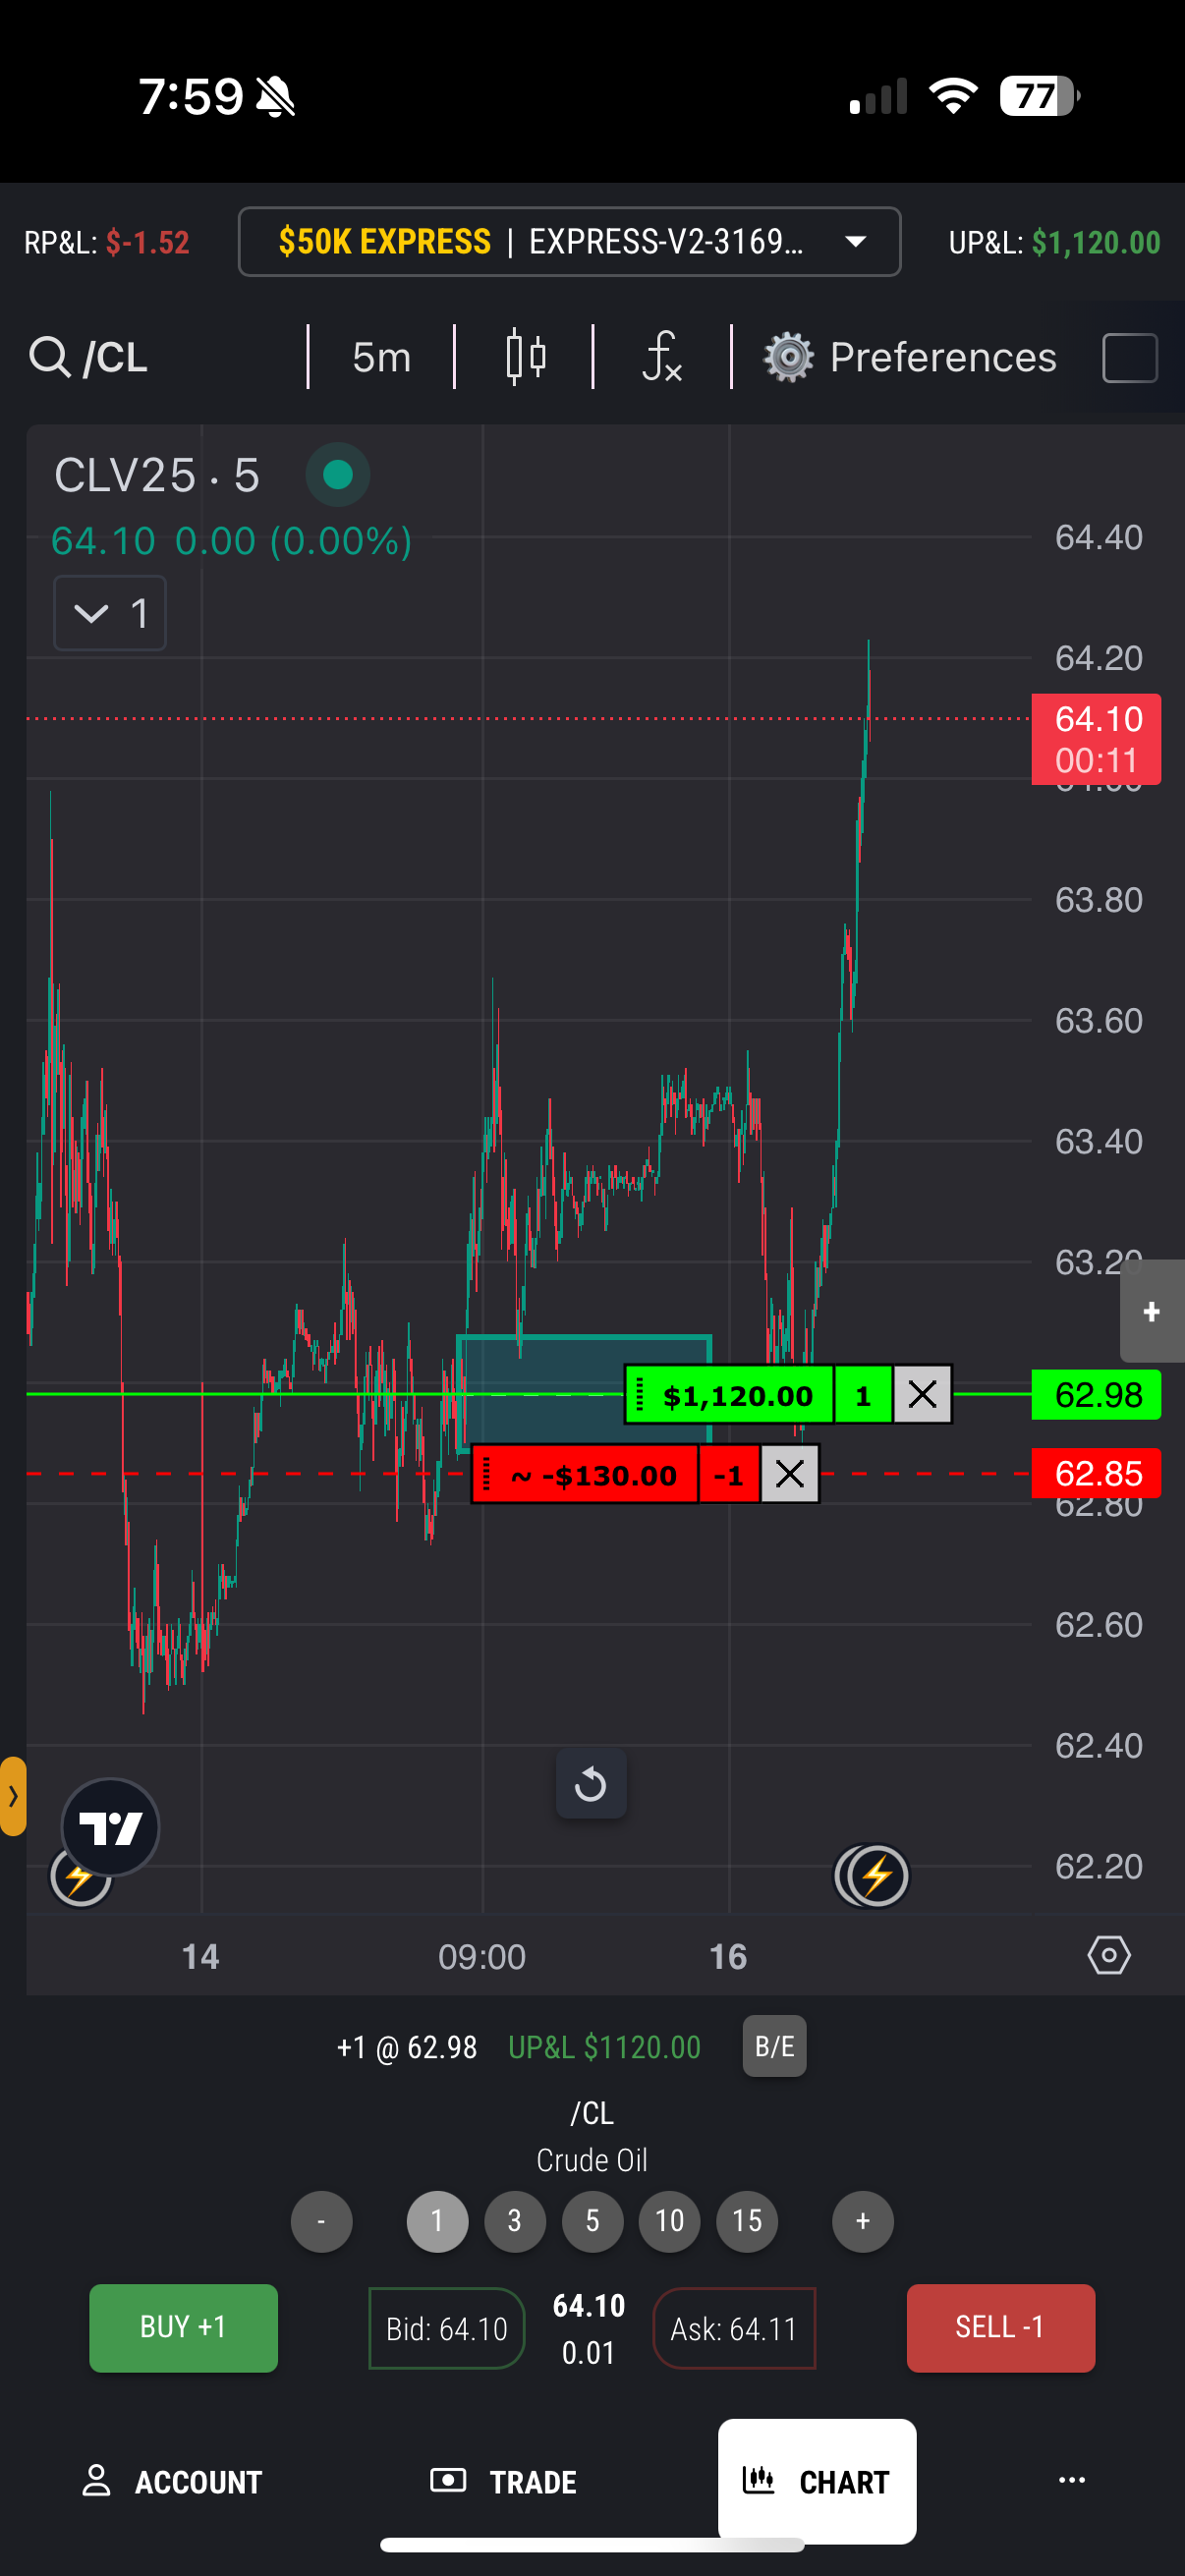 7:59
77
RP&L: $-1.52
$50K EXPRESS | EXPRESS-V2-3169...
UP&L: $1,120.00
/CL
5m
Preferences
CLV25 · 5
64.10 0.00 (0.00%)
1
64.40
64.20
64.10
00:11
63.80
63.60
63.40
63.20
+
$1,120.00 1
62.98
~ -$130.00 -1
62.85
62.80
62.60
62.40
62.20
14
09:00
16
+1 @ 62.98 UP&L $1120.00 B/E
/CL
Crude Oil
- 1 3 5 10 15 +
BUY +1
Bid: 64.10
64.10
0.01
Ask: 64.11
SELL -1
ACCOUNT
TRADE
CHART
...